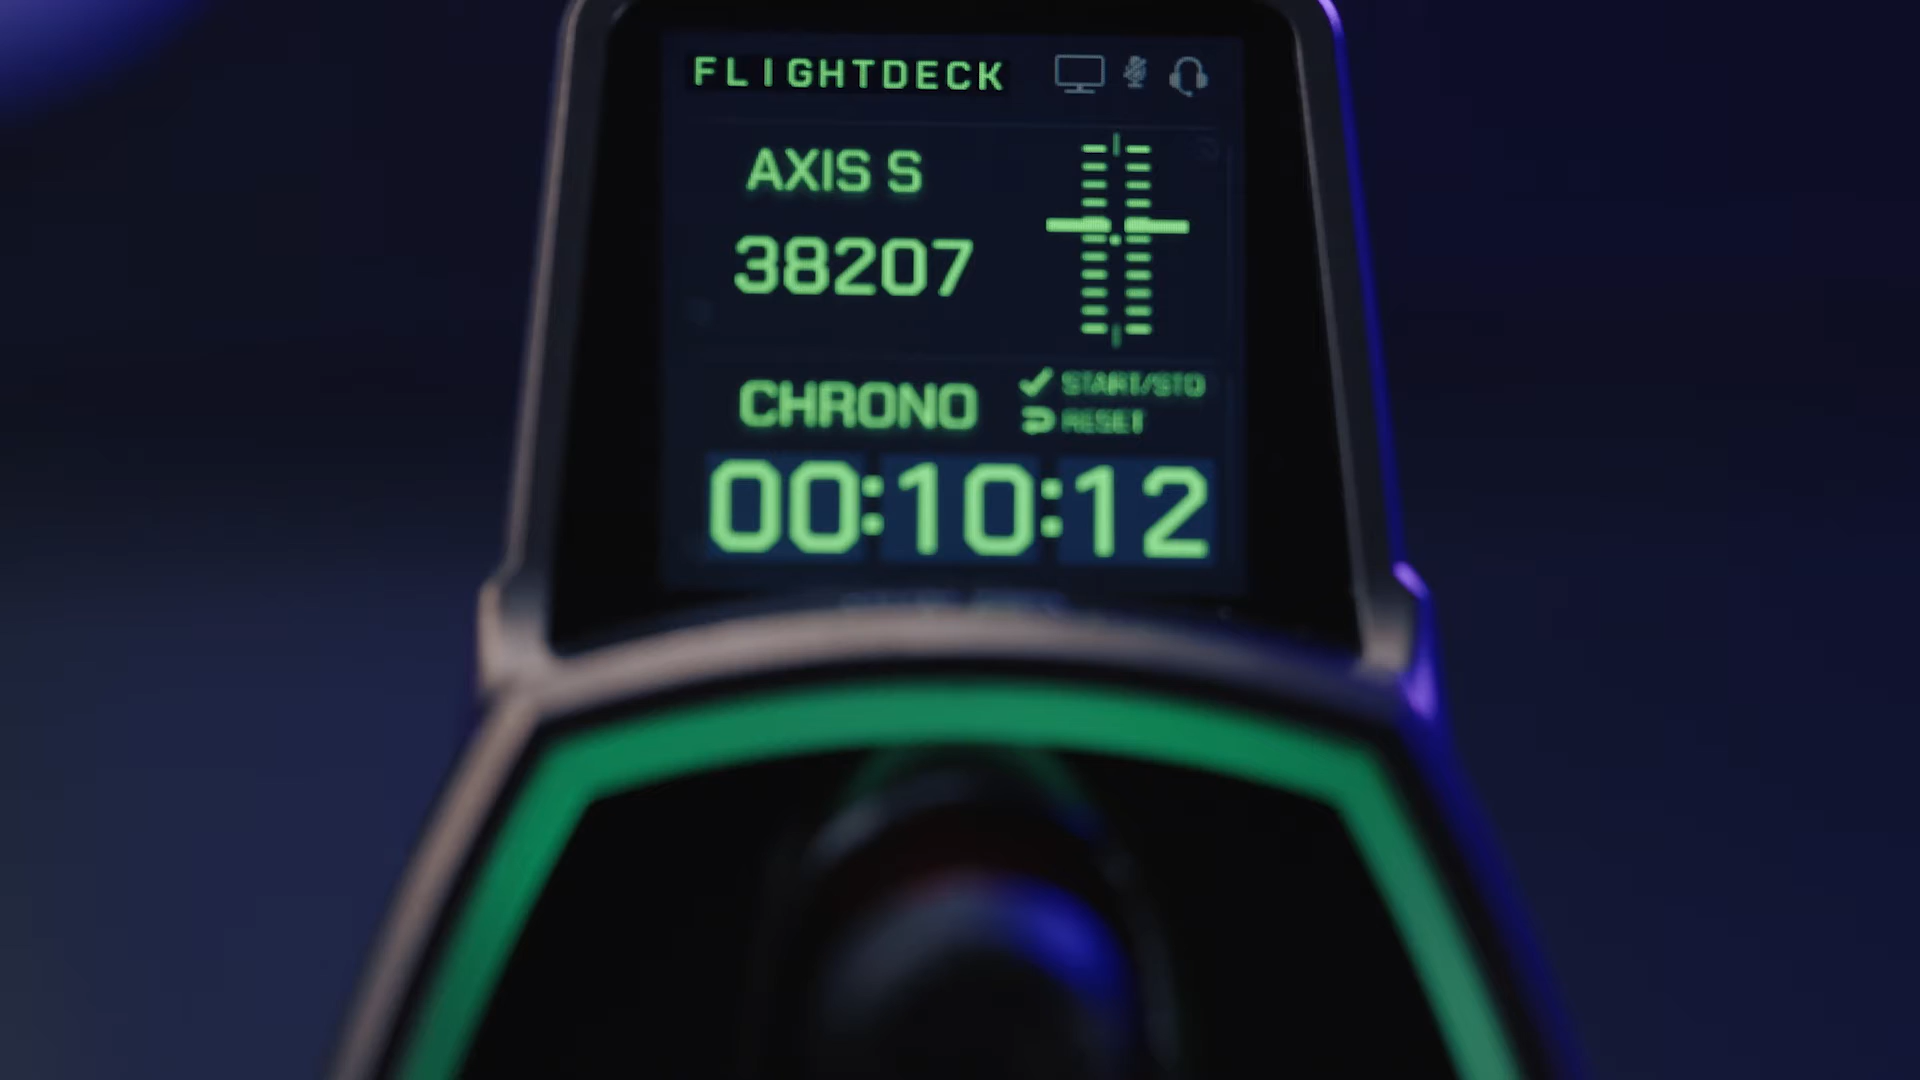 FLIGHTDECK
AXIS S
38207
CHRONO
START/STO
RESET
00:10:12